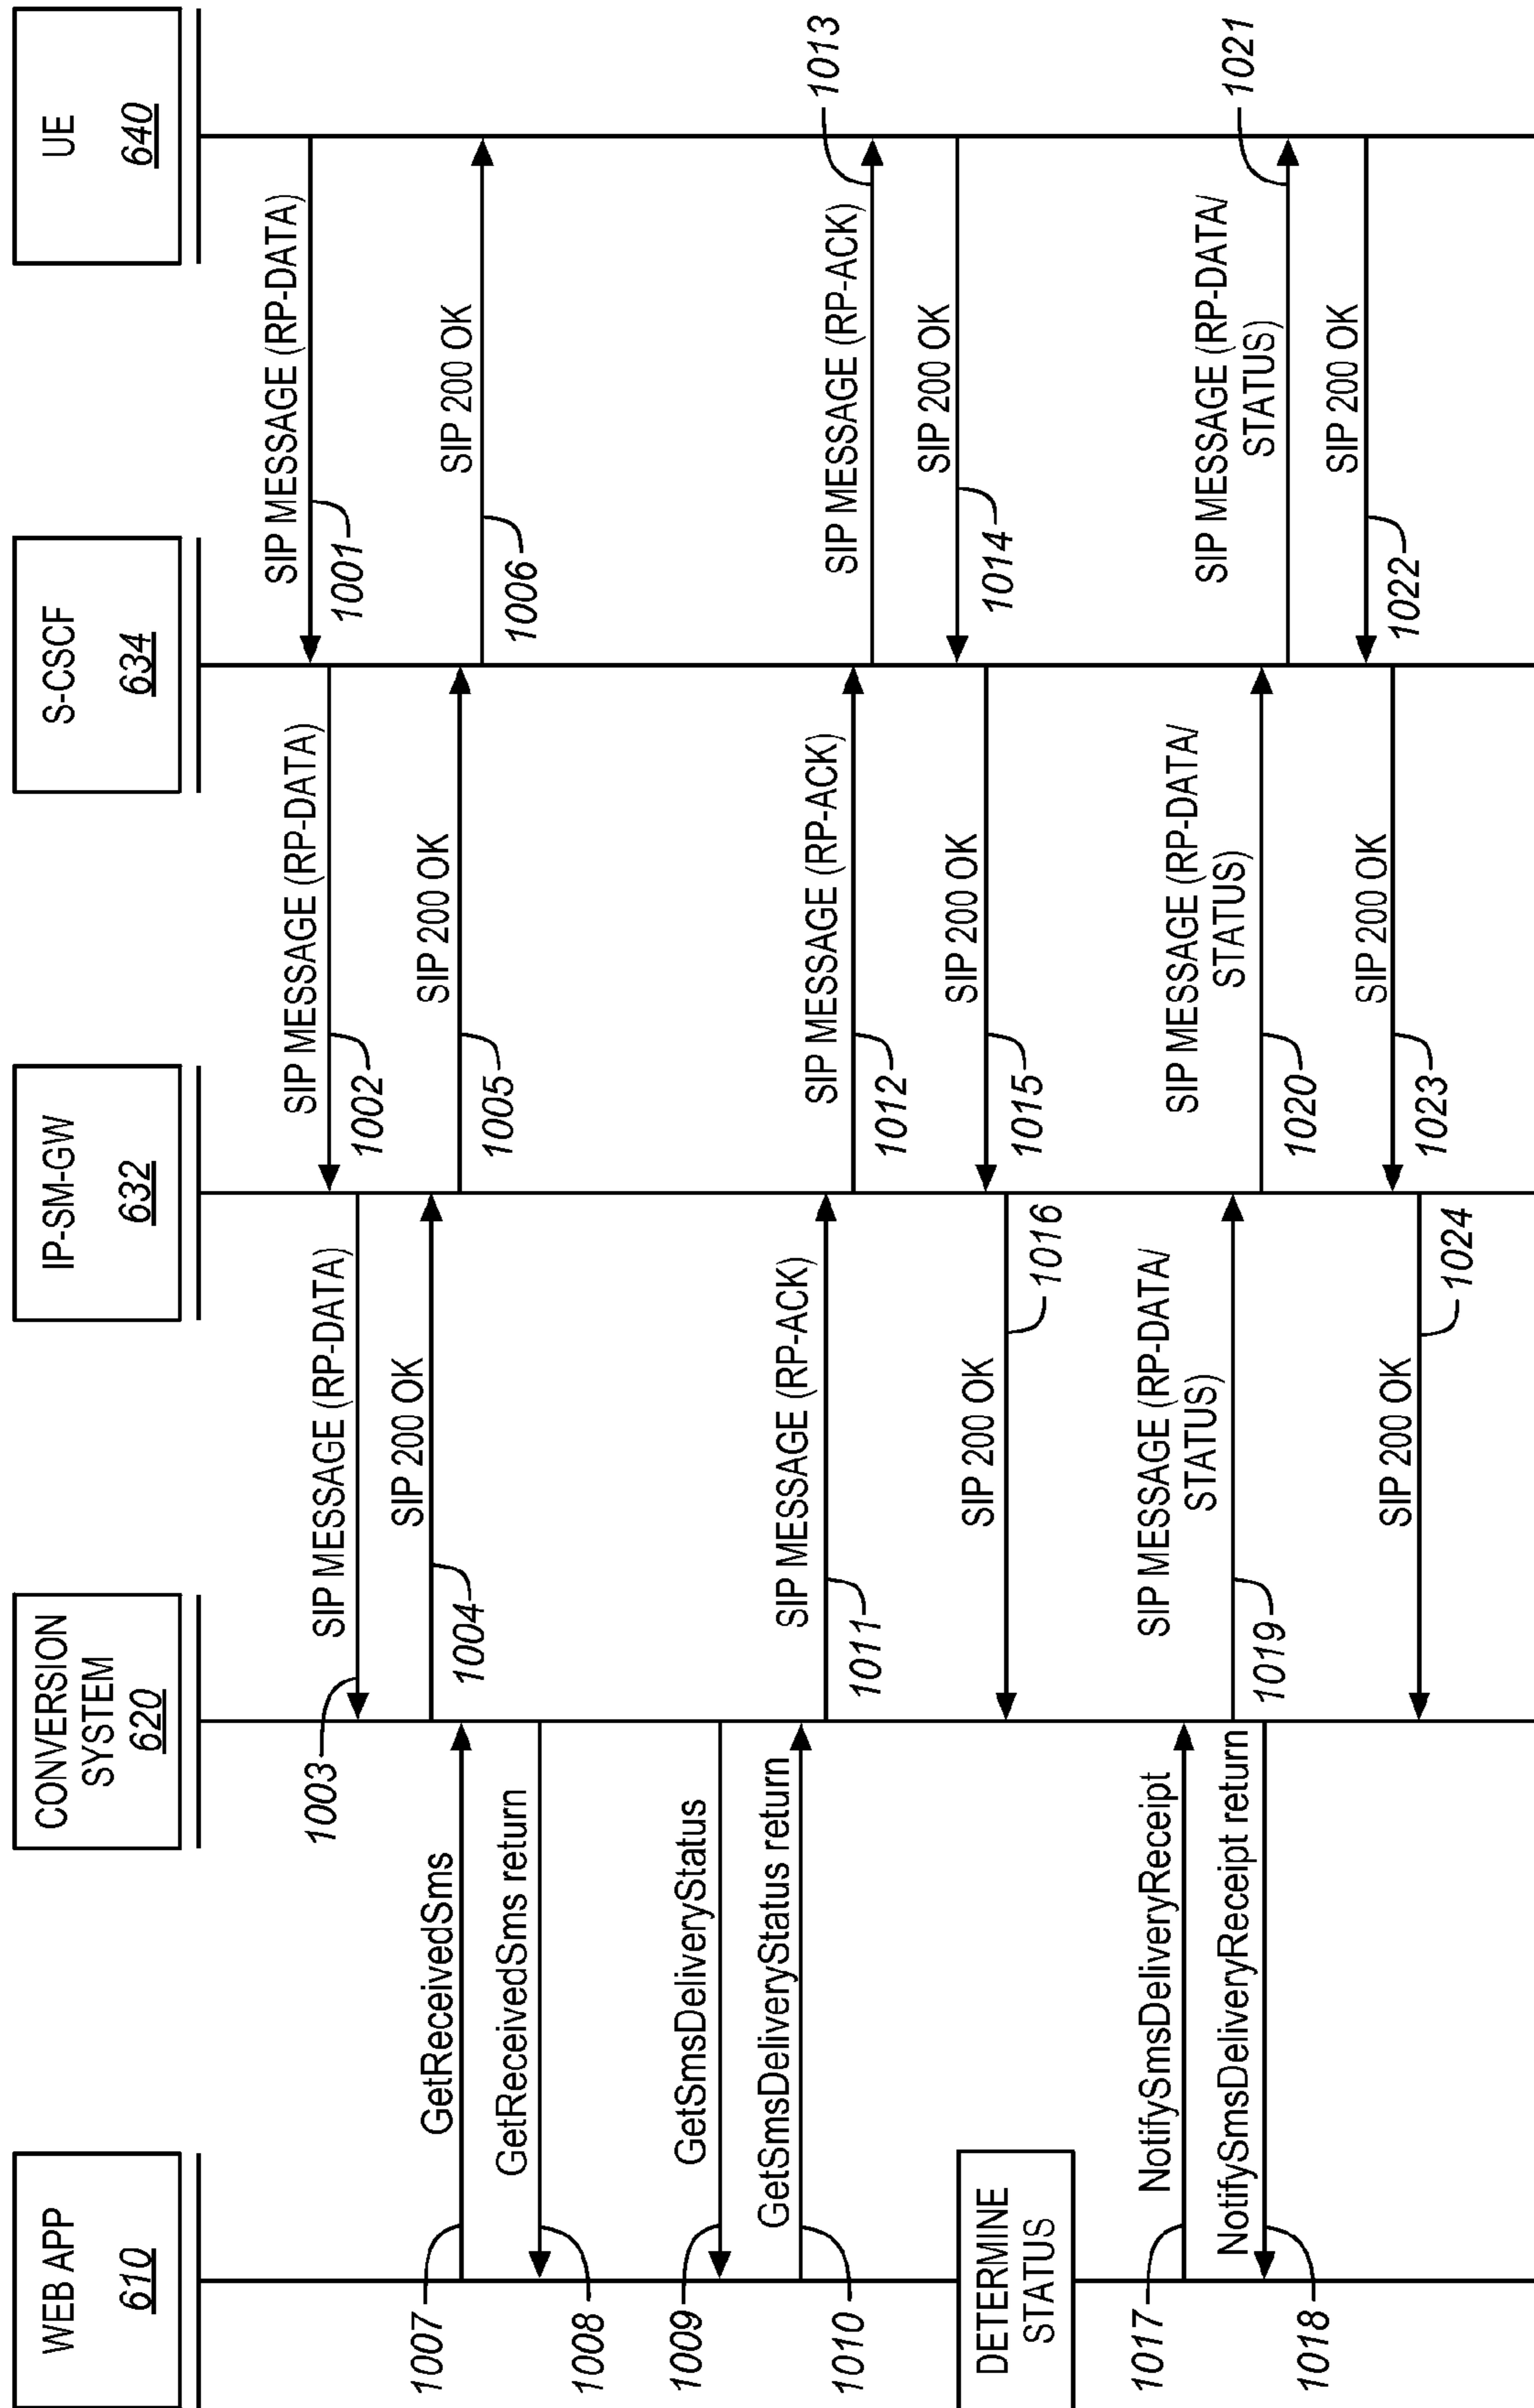 WEB APP
610
CONVERSION
SYSTEM
620
IP-SM-GW
632
S-CSCF
634
UE
640
SIP MESSAGE (RP-DATA)
1001
SIP MESSAGE (RP-DATA)
1002
SIP MESSAGE (RP-DATA)
1003
SIP 200 OK
1004
SIP 200 OK
1005
SIP 200 OK
1006
GetReceivedSms
1007
GetReceivedSms return
1008
GetSmsDeliveryStatus
1009
GetSmsDeliveryStatus return
1010
SIP MESSAGE (RP-ACK)
1011
SIP MESSAGE (RP-ACK)
1012
SIP MESSAGE (RP-ACK)
1013
SIP 200 OK
1014
SIP 200 OK
1015
SIP 200 OK
1016
DETERMINE
STATUS
NotifySmsDeliveryReceipt
1017
NotifySmsDeliveryReceipt return
1018
SIP MESSAGE (RP-DATA/
STATUS)
1019
SIP MESSAGE (RP-DATA/
STATUS)
1020
SIP MESSAGE (RP-DATA/
STATUS)
1021
SIP 200 OK
1022
SIP 200 OK
1023
SIP 200 OK
1024